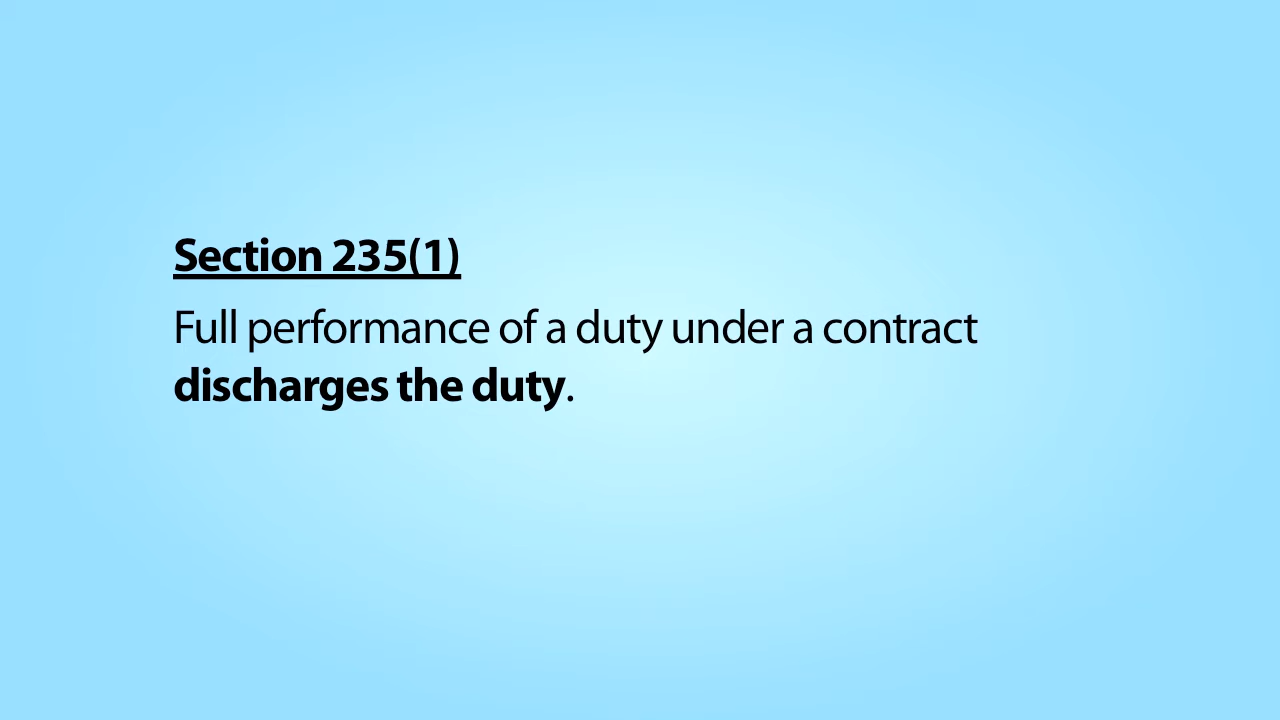 Section 235(1)
Full performance of a duty under a contract
discharges the duty.